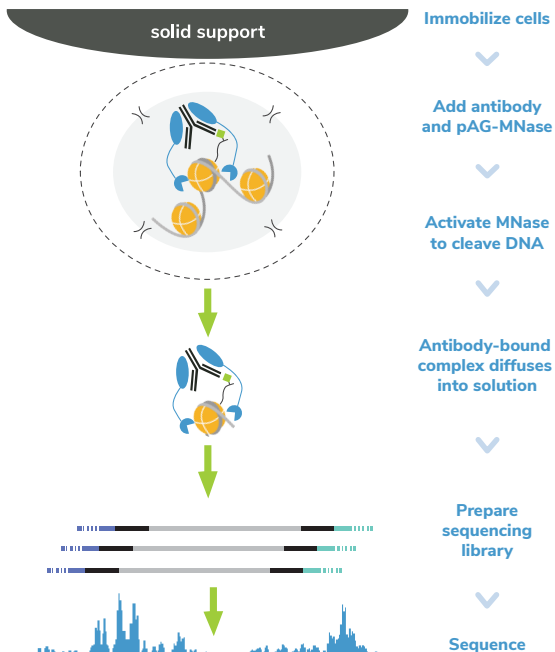 solid support
Immobilize cells
Add antibody
and pAG-MNase
Activate MNase
to cleave DNA
Antibody-bound
complex diffuses
into solution
Prepare
sequencing
library
Sequence